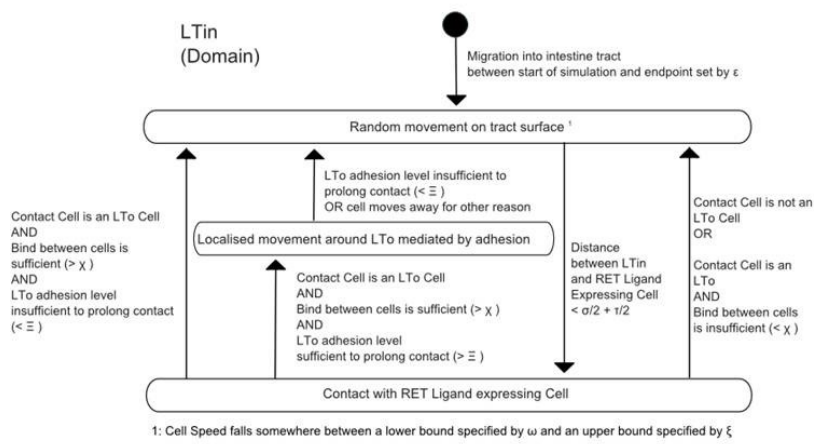 LTin
(Domain)
Migration into intestine tract
between start of simulation and endpoint set by ε
Random movement on tract surface ¹
LTo adhesion level insufficient to
prolong contact (< Ξ )
OR cell moves away for other reason
Contact Cell is an LTo Cell
AND
Bind between cells is
sufficient (> χ )
AND
LTo adhesion level
insufficient to prolong contact
(< Ξ )
Localised movement around LTo mediated by adhesion
Contact Cell is an LTo Cell
AND
Bind between cells is sufficient (> χ )
AND
LTo adhesion level
sufficient to prolong contact (> Ξ )
Distance
between LTin
and RET Ligand
Expressing Cell
< σ/2 + τ/2
Contact Cell is not an
LTo Cell
OR
Contact Cell is an
LTo
AND
Bind between cells
is insufficient (< χ )
Contact with RET Ligand expressing Cell
1: Cell Speed falls somewhere between a lower bound specified by ω and an upper bound specified by ξ